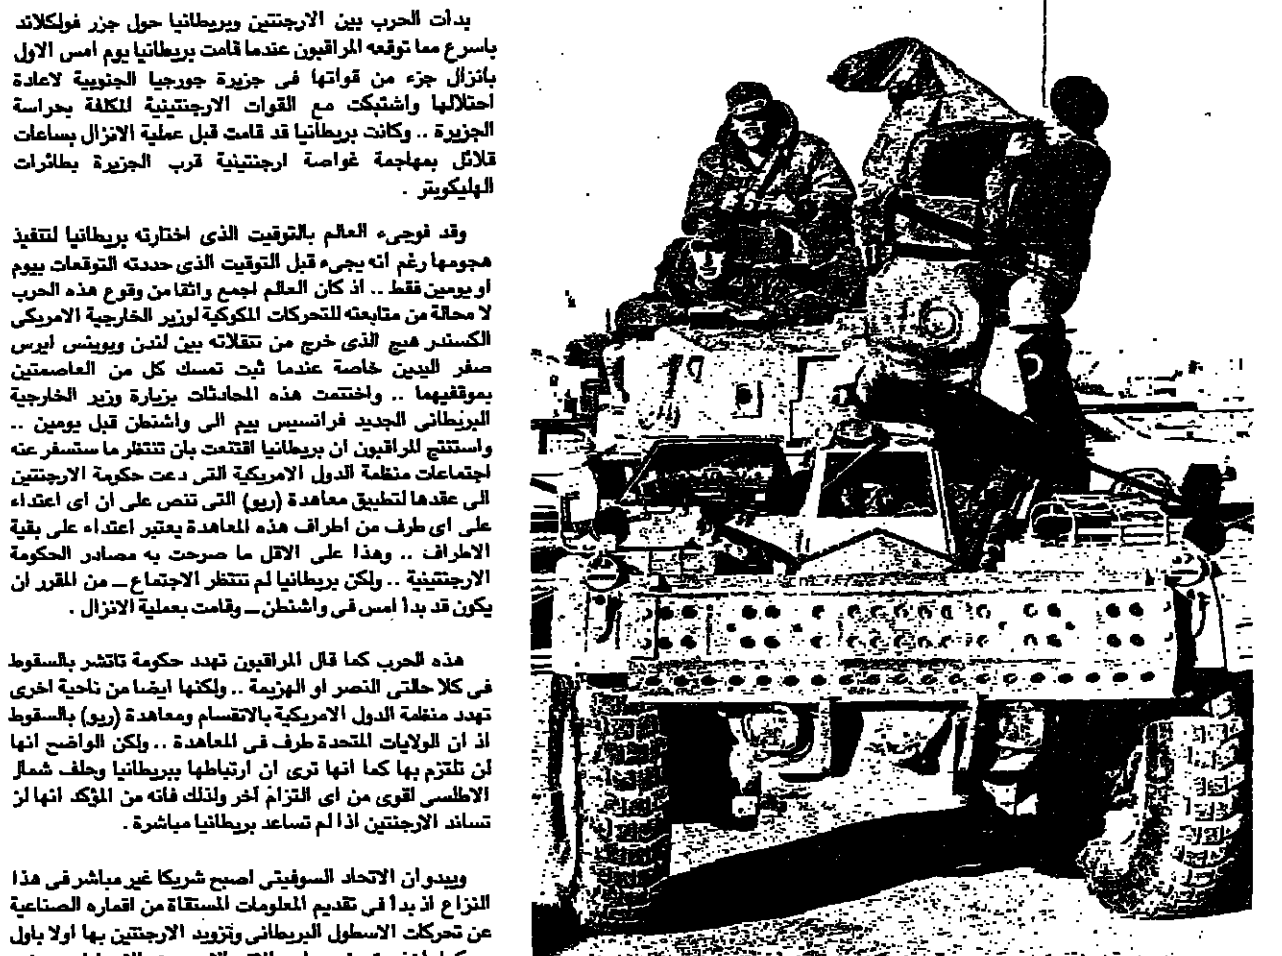 بدأت الحرب بين الارجنتين وبريطانيا حول جزر فولكلاند
باسرع مما توقعه المراقبون عندما قامت بريطانيا يوم امس الاول
بانزال جزء من قواتها فى جزيرة جورجيا الجنوبية لاعادة
احتلالها واشتبكت مع القوات الارجنتينية المكلفة بحراسة
الجزيرة .. وكانت بريطانيا قد قامت قبل عملية الانزال بساعات
قلائل بمهاجمة غواصة ارجنتينية قرب الجزيرة بطائرات
الهليكوبتر .
وقد فوجىء العالم بالتوقيت الذى اختارته بريطانيا لتنفيذ
هجومها رغم انه يجىء قبل التوقيت الذى حددته التوقعات بيوم
او يومين فقط .. اذ كان العالم اجمع واثقا من وقوع هذه الحرب
لا محالة من متابعته للتحركات المكوكية لوزير الخارجية الامريكى
الكسندر هيج الذى خرج من تنقلاته بين لندن وبوينس ايرس
صفر اليدين خاصة عندما ثبت تمسك كل من العاصمتين
بموقفيهما .. واختتمت هذه المحادثات بزيارة وزير الخارجية
البريطانى الجديد فرانسيس بيم الى واشنطن قبل يومين ..
واستنتج المراقبون ان بريطانيا اقتنعت بان تنتظر ما ستسفر عنه
اجتماعات منظمة الدول الامريكية التى دعت حكومة الارجنتين
الى عقدها لتطبيق معاهدة (ريو) التى تنص على ان اى اعتداء
على اى طرف من اطراف هذه المعاهدة يعتبر اعتداء على بقية
الاطراف .. وهذا على الاقل ما صرحت به مصادر الحكومة
الارجنتينية .. ولكن بريطانيا لم تنتظر الاجتماع ــ من المقرر ان
يكون قد بدأ امس فى واشنطن ــ وقامت بعملية الانزال .
هذه الحرب كما قال المراقبون تهدد حكومة تاتشر بالسقوط
فى كلا حالتى النصر او الهزيمة .. ولكنها ايضا من ناحية اخرى
تهدد منظمة الدول الامريكية بالانقسام ومعاهدة (ريو) بالسقوط
اذ ان الولايات المتحدة طرف فى المعاهدة .. ولكن الواضح انها
لن تلتزم بها كما انها ترى ان ارتباطها ببريطانيا وحلف شمال
الاطلسى اقوى من اى التزام آخر ولذلك فانه من المؤكد انها لن
تساند الارجنتين اذا لم تساعد بريطانيا مباشرة .
ويبدو ان الاتحاد السوفيتى اصبح شريكا غير مباشر فى هذا
النزاع اذ بدأ فى تقديم المعلومات المستقاة من اقماره الصناعية
عن تحركات الاسطول البريطانى وتزويد الارجنتين بها اولا باول